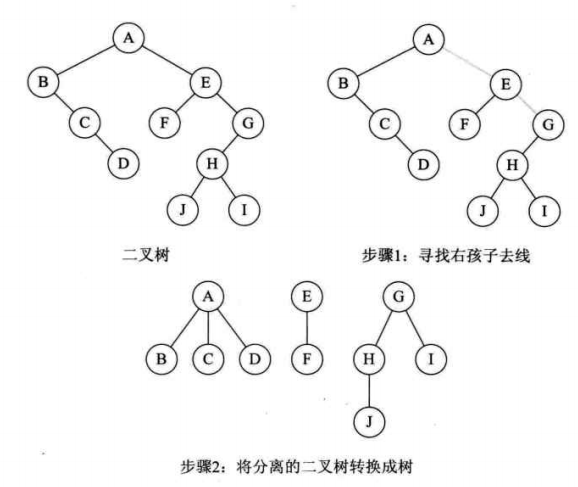 A A
B E B E
C F G C F G
D H D H
J I J I
二叉树 步骤1：寻找右孩子去线
A E G
B C D F H I
J
步骤2：将分离的二叉树转换成树